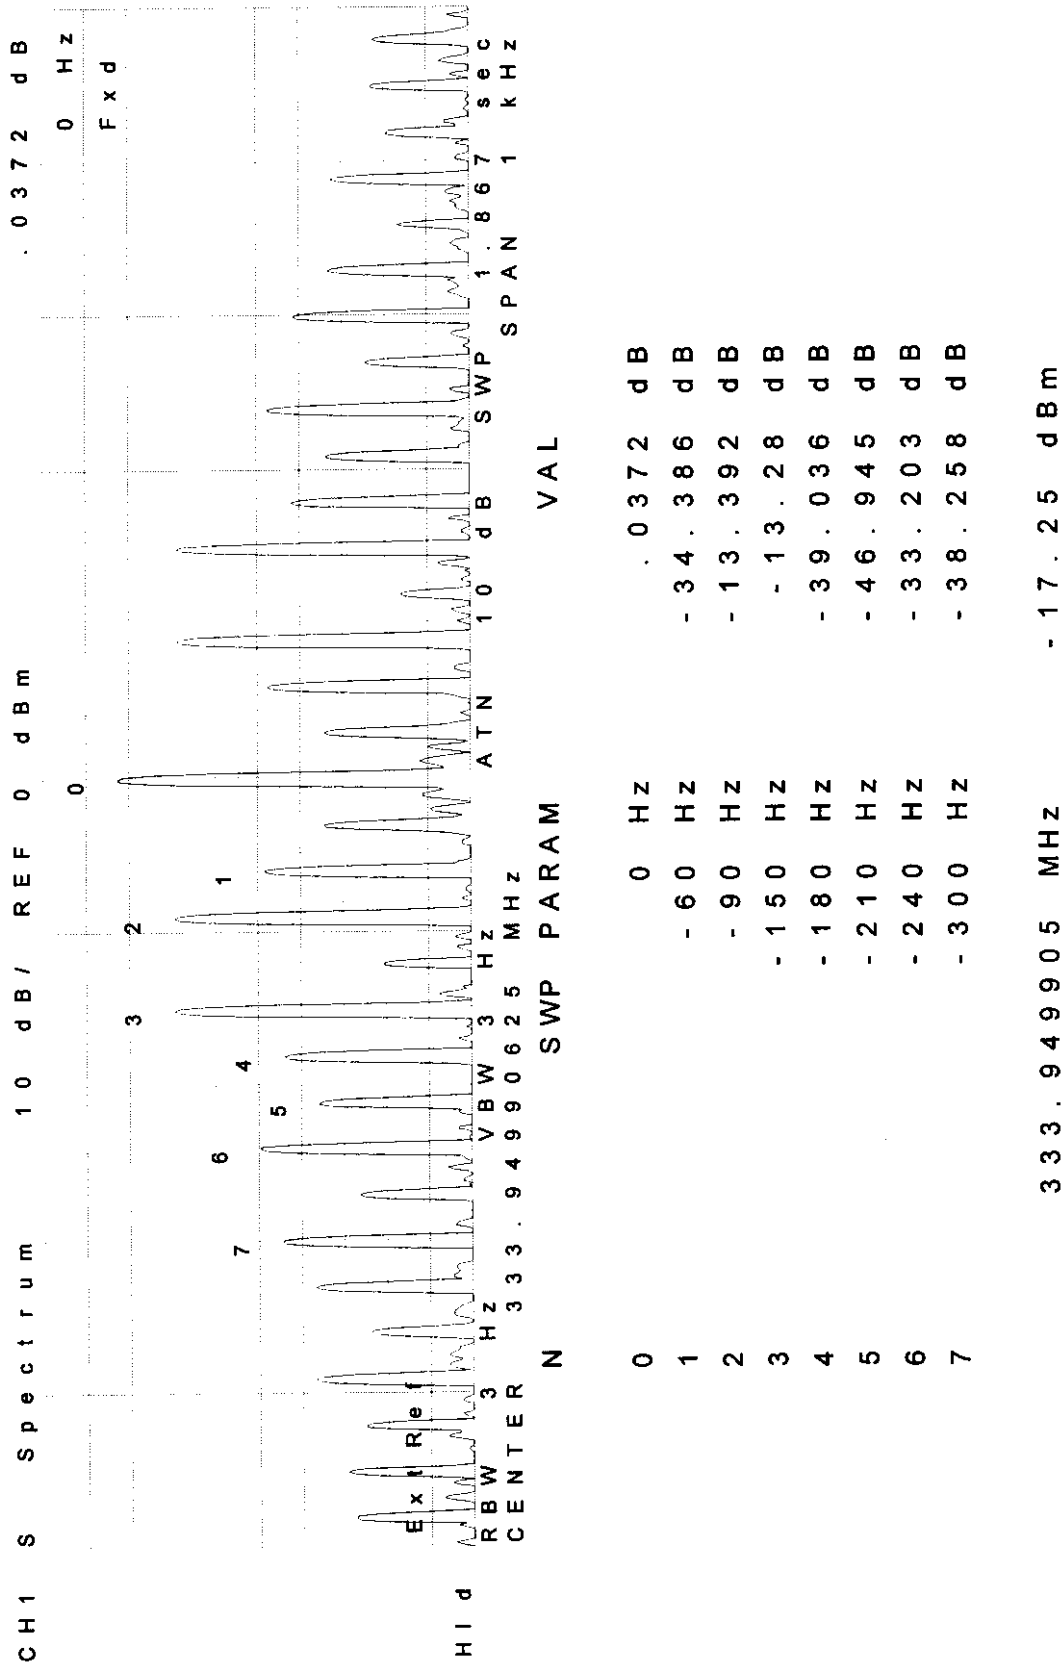 CH1 S Spectrum 10 dB/ REF 0 dBm .0372 dB
0 Hz
Fxd
0
1
2
3
4
5
6
7
Ext Ref
Hld
RBW 3 Hz VBW 3 Hz ATN 10 dB SWP 1.867 sec
CENTER 333.94990625 MHz SPAN 1 kHz
N SWP PARAM VAL
0 0 Hz .0372 dB
1 -60 Hz -34.386 dB
2 -90 Hz -13.392 dB
3 -150 Hz -13.28 dB
4 -180 Hz -39.036 dB
5 -210 Hz -46.945 dB
6 -240 Hz -33.203 dB
7 -300 Hz -38.258 dB
333.949905 MHz -17.25 dBm